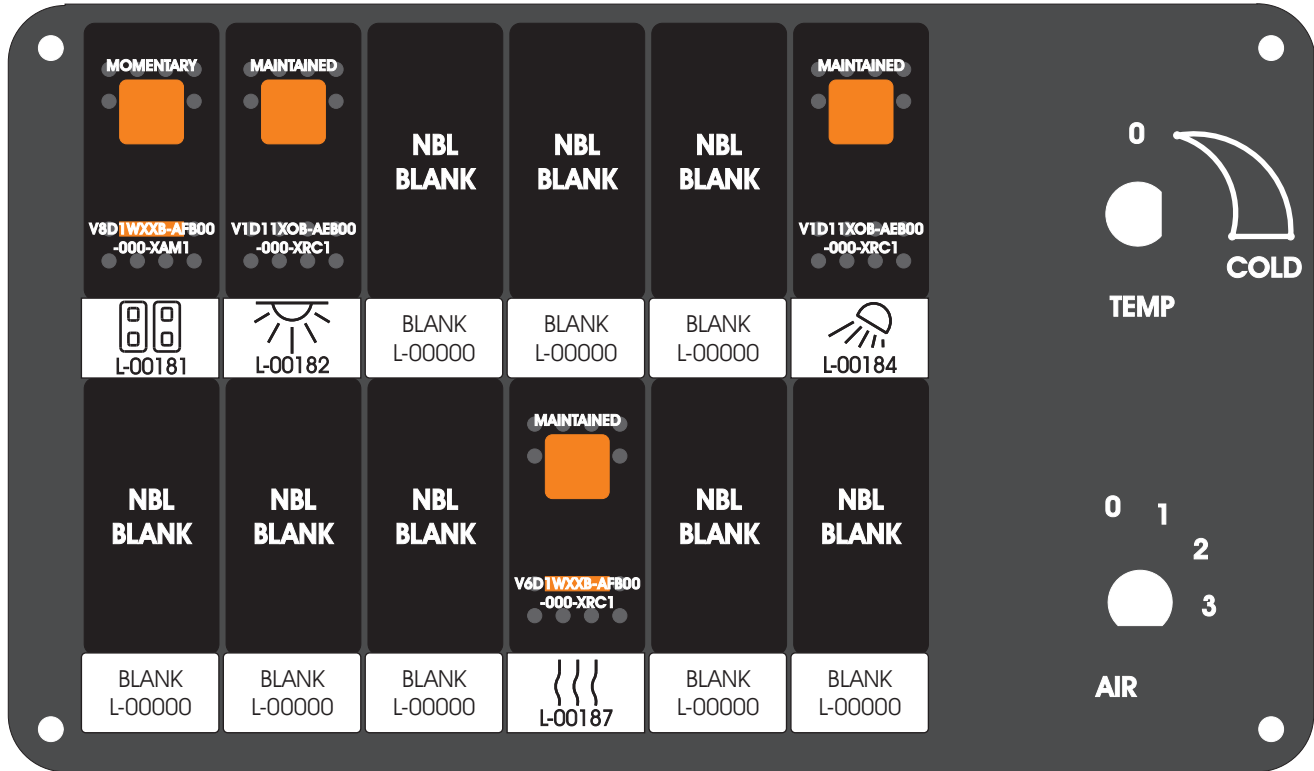 MOMENTARY
V8D1WXXB-AFB00
-000-XAM1
L-00181
MAINTAINED
V1D11XOB-AEB00
-000-XRC1
L-00182
NBL
BLANK
BLANK
L-00000
NBL
BLANK
BLANK
L-00000
NBL
BLANK
BLANK
L-00000
MAINTAINED
V1D11XOB-AEB00
-000-XRC1
L-00184
0
COLD
TEMP
NBL
BLANK
BLANK
L-00000
NBL
BLANK
BLANK
L-00000
NBL
BLANK
BLANK
L-00000
MAINTAINED
V6D1WXXB-AFB00
-000-XRC1
L-00187
NBL
BLANK
BLANK
L-00000
NBL
BLANK
BLANK
L-00000
0
1
2
3
AIR